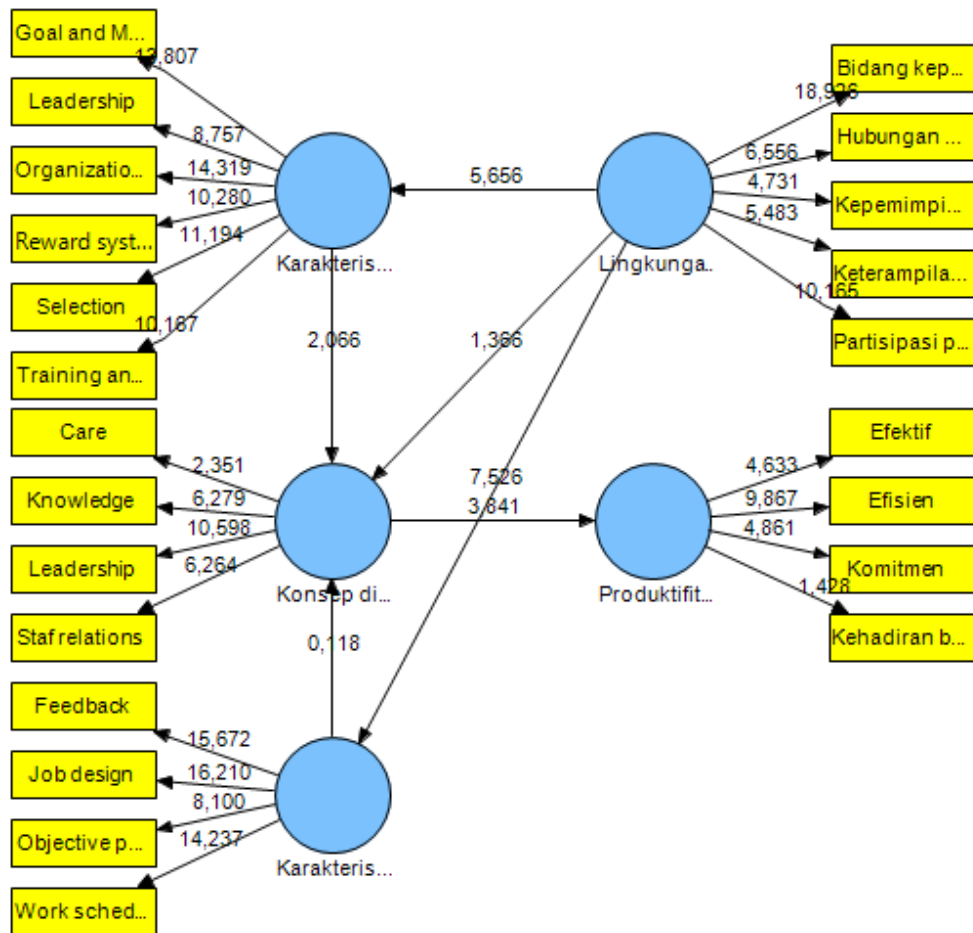 Goal and M...
13,807
Leadership
8,757
Organizatio...
14,319
Reward syst...
10,280
Selection
11,194
Training an...
10,167
Karakteris...
5,656
Lingkunga..
Bidang kep...
18,926
Hubungan ...
6,556
Kepemimpi...
4,731
Keterampila...
5,483
Partisipasi p...
10,165
2,066
1,366
7,526
Care
2,351
Knowledge
6,279
Leadership
10,598
Staf relations
6,264
Konsep di...
3,841
Produktifit...
Efektif
4,633
Efisien
9,867
Komitmen
4,861
Kehadiran b...
1,428
0,118
Feedback
15,672
Job design
16,210
Objective p...
8,100
Work sched...
14,237
Karakteris...